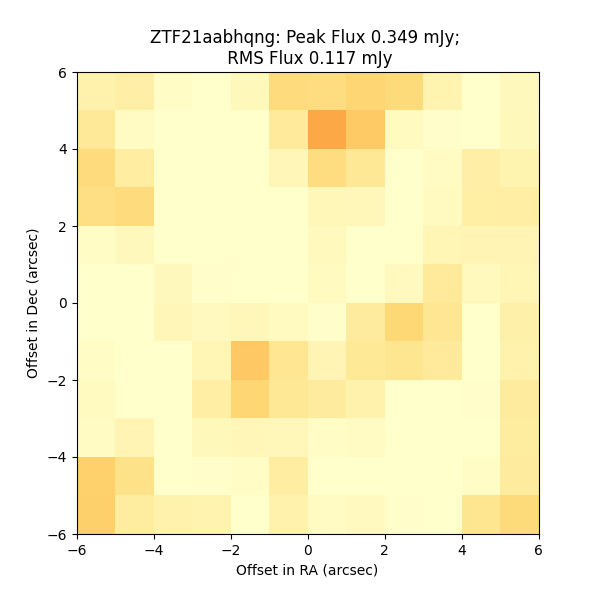 ZTF21aabhqng: Peak Flux 0.349 mJy;
RMS Flux 0.117 mJy
6
4
2
0
−2
−4
−6
Offset in Dec (arcsec)
−6 −4 −2 0 2 4 6
Offset in RA (arcsec)